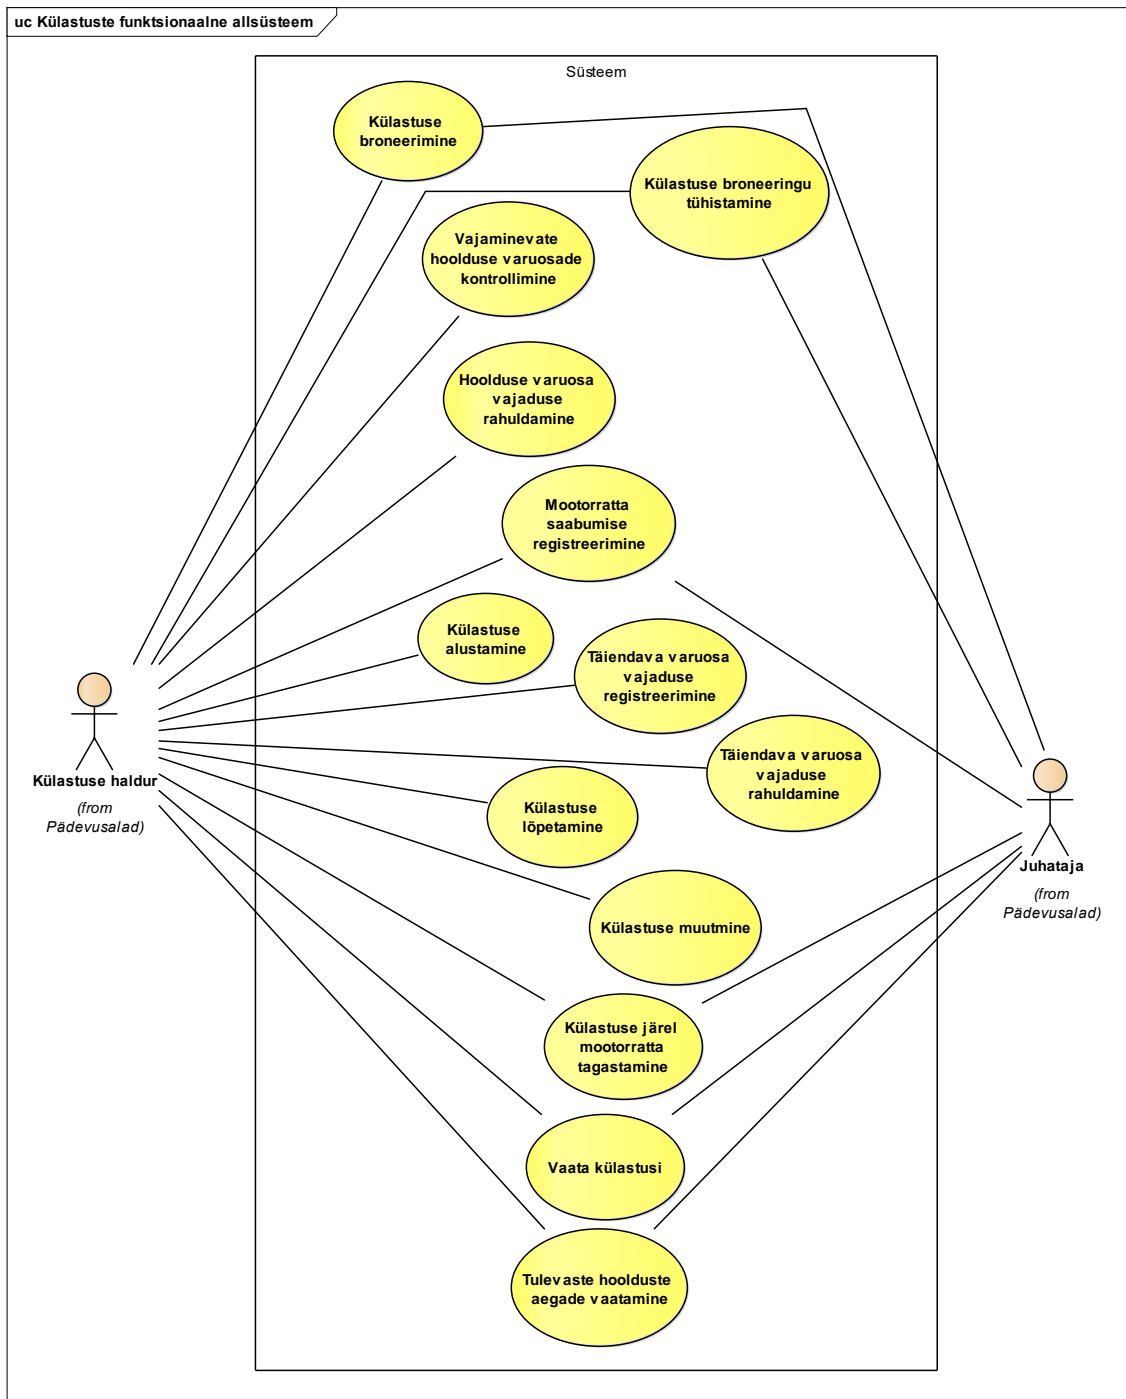 uc Külastuste funktsionaalne allsüsteem
Süsteem
Külastuse
broneerimine
Külastuse broneeringu
tühistamine
Vajaminevate
hoolduse varuosade
kontrollimine
Hoolduse varuosa
vajaduse
rahuldamine
Mootorratta
saabumise
registreerimine
Külastuse
alustamine
Täiendava varuosa
vajaduse
registreerimine
Täiendava varuosa
vajaduse
rahuldamine
Külastuse haldur
(from
Pädevusalad)
Külastuse
lõpetamine
Juhataja
(from
Pädevusalad)
Külastuse muutmine
Külastuse järel
mootorratta
tagastamine
Vaata külastusi
Tulevaste hoolduste
aegade vaatamine